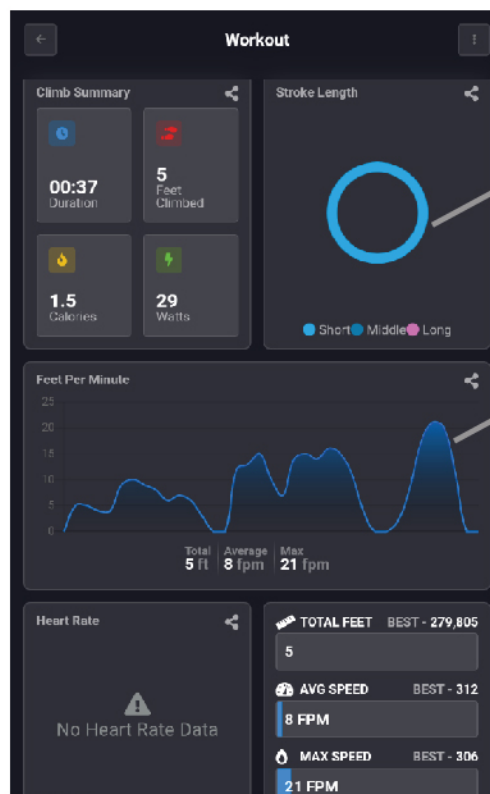 Workout
Climb Summary
00:37
Duration
5
Feet
Climbed
1.5
Calories
29
Watts
Stroke Length
Short Middle Long
Feet Per Minute
25
20
15
10
5
0
Total Average Max
5 ft 8 fpm 21 fpm
Heart Rate
No Heart Rate Data
TOTAL FEET BEST - 279,805
5
AVG SPEED BEST - 312
8 FPM
MAX SPEED BEST - 306
21 FPM